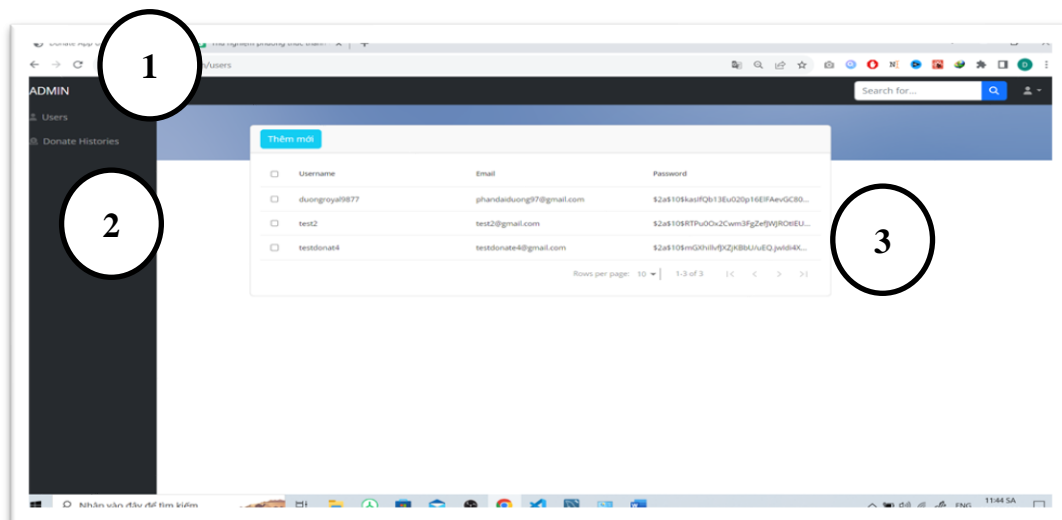 1
/users
ADMIN
Search for...
Users
Donate Histories
Thêm mới
Username Email Password
duongroyal9877 phandaiduong97@gmail.com
test2 test2@gmail.com
testdonat4 testdonate4@gmail.com
2
3
Rows per page: 10 1-3 of 3
Nhập vào đây để tìm kiếm
ENG 11:44 SA